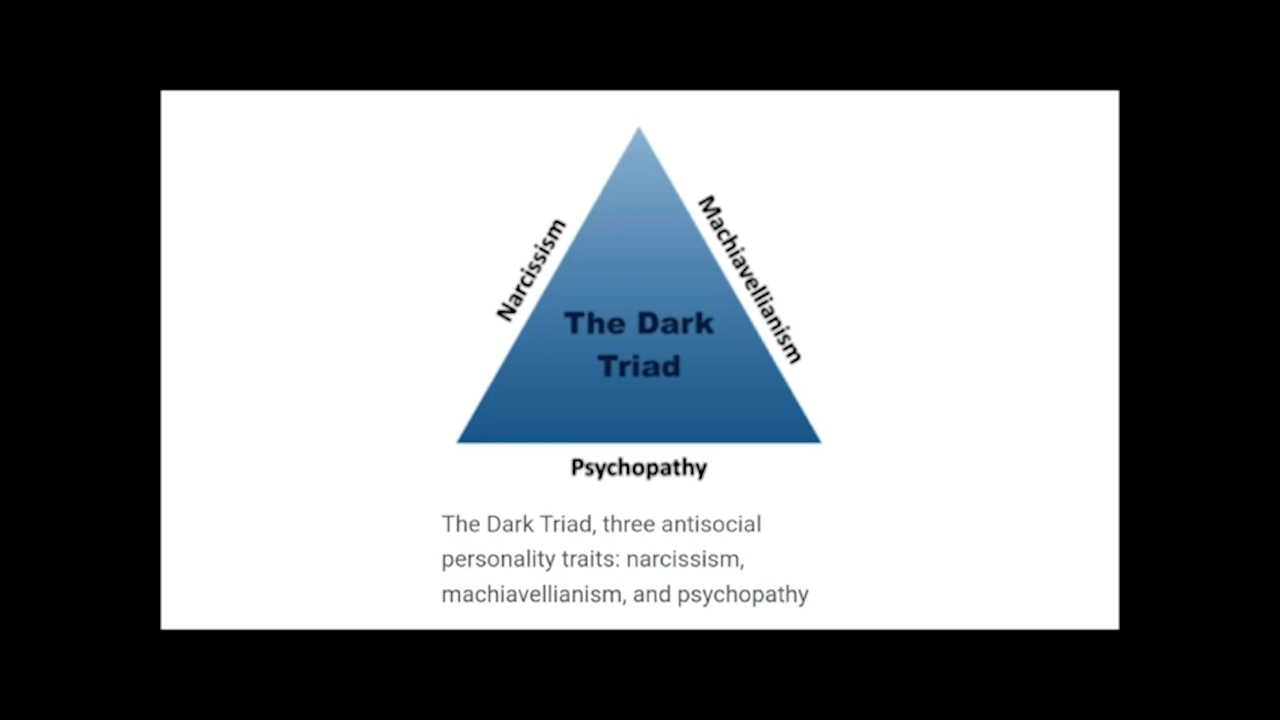 Narcissism
Machiavellianism
The Dark
Triad
Psychopathy
The Dark Triad, three antisocial
personality traits: narcissism,
machiavellianism, and psychopathy